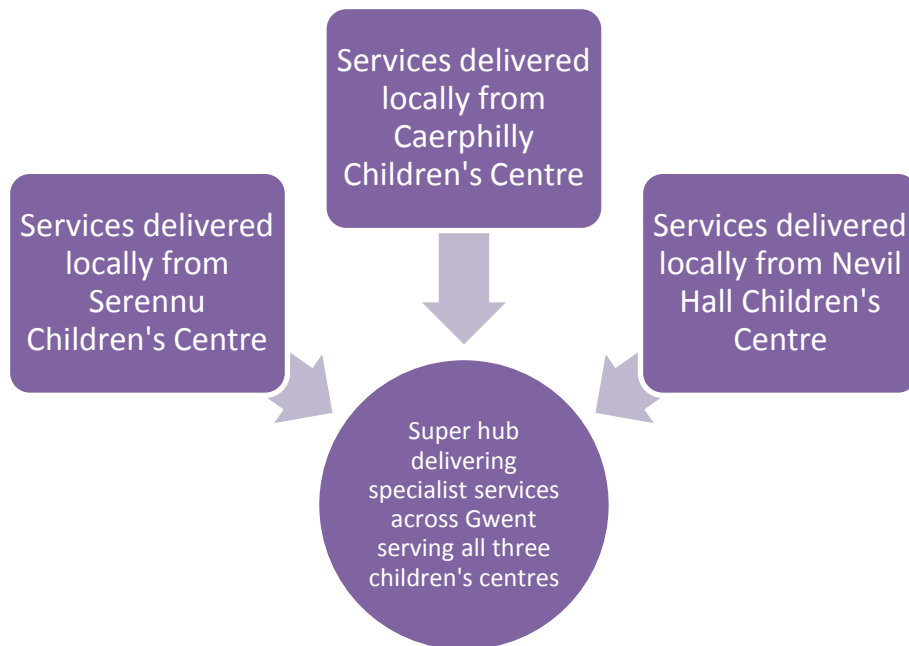 Services delivered
locally from
Caerphilly
Children's Centre
Services delivered
locally from
Serennu
Children's Centre
Services delivered
locally from Nevil
Hall Children's
Centre
Super hub
delivering
specialist services
across Gwent
serving all three
children's centres